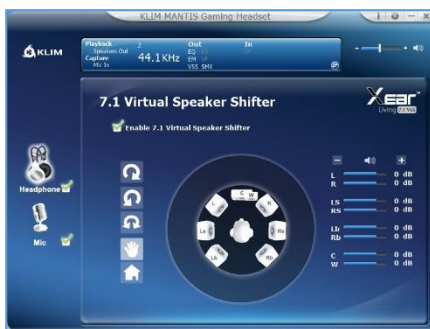 KLIM MANTIS Gaming Headset
KLIM
Playback 2 Out In
Speakers Out
Capture
Mic In
44.1KHz
EQ
EM
VSS SMX
7.1 Virtual Speaker Shifter
Xear
Living
Enable 7.1 Virtual Speaker Shifter
Headphone
Mic
L
C
W
R
Ls
Rs
Lb
Rb
L 0 dB
R 0 dB
LS 0 dB
RS 0 dB
Lb 0 dB
Rb 0 dB
C 0 dB
W 0 dB